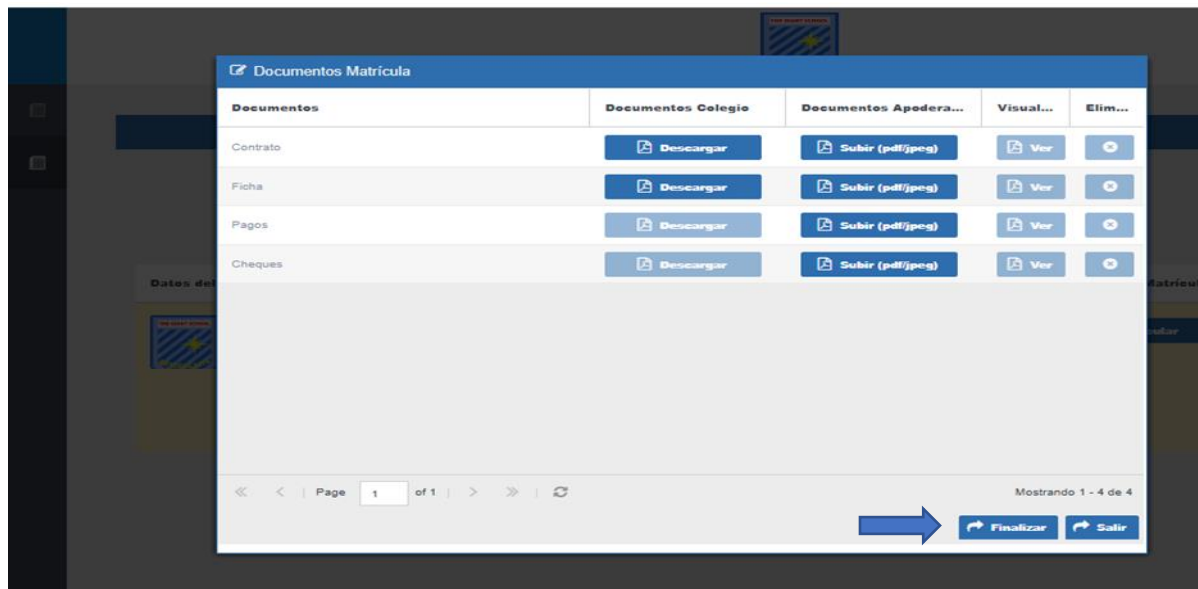 Documentos Matrícula
Documentos Documentos Colegio Documentos Apodera... Visual... Elim...
Contrato Descargar Subir (pdf/jpeg) Ver
Ficha Descargar Subir (pdf/jpeg) Ver
Pagos Descargar Subir (pdf/jpeg) Ver
Cheques Descargar Subir (pdf/jpeg) Ver
Datos del
Page 1 of 1 Mostrando 1 - 4 de 4
Finalizar Salir